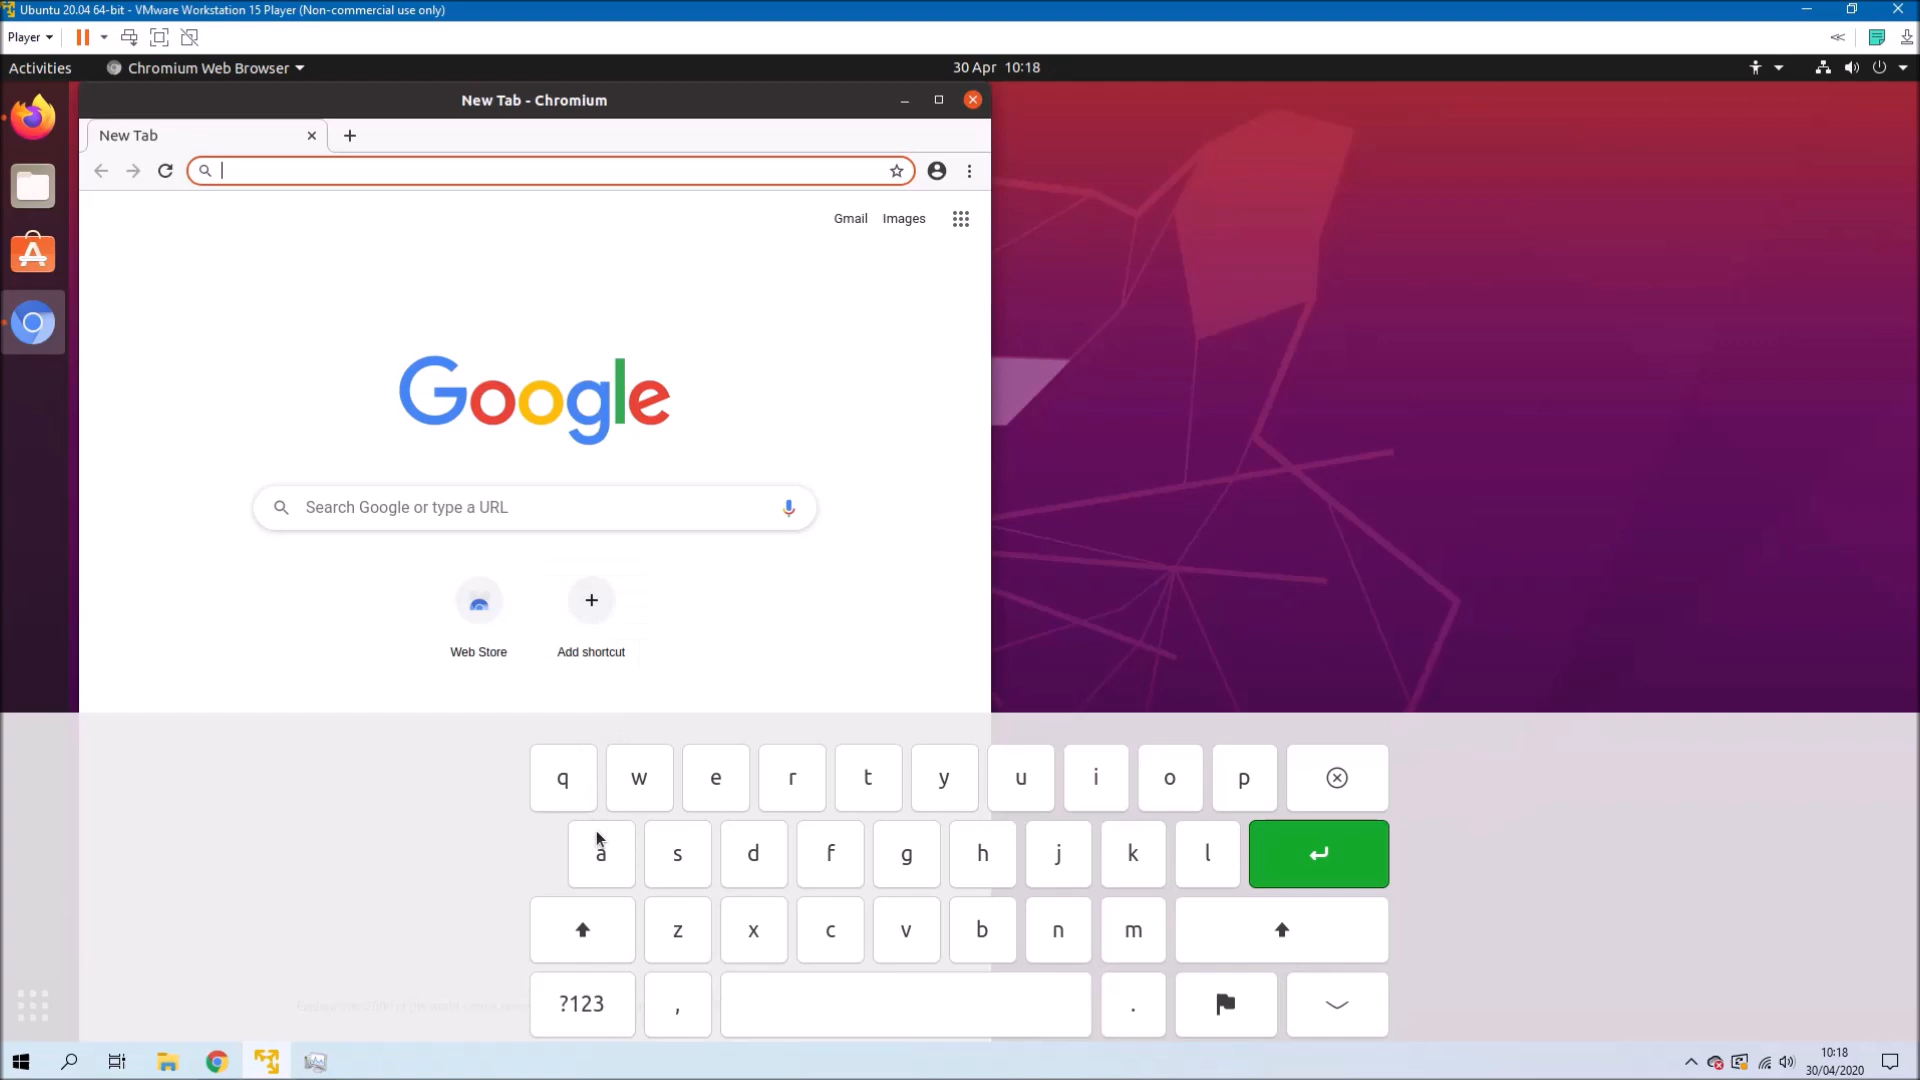 Ubuntu 20.04 64-bit - VMware Workstation 15 Player (Non-commercial use only)
Player
Activities
Chromium Web Browser
30 Apr 10:18
New Tab - Chromium
New Tab
Gmail Images
Google
Search Google or type a URL
Web Store
Add shortcut
q w e r t y u i o p
a s d f g h j k l
z x c v b n m
?123 , .
10:18
30/04/2020